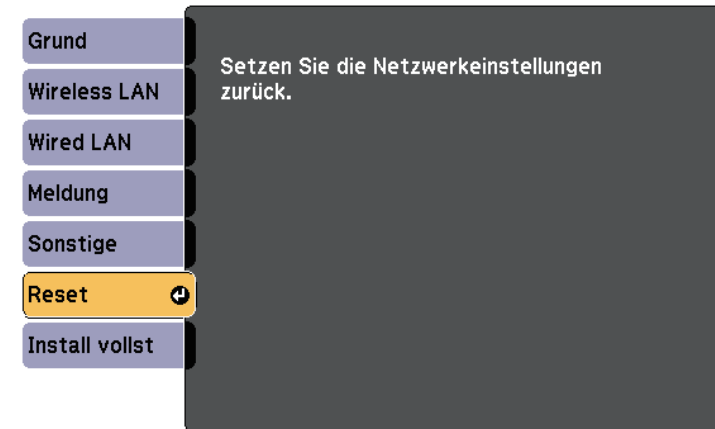 Grund
Wireless LAN
Wired LAN
Meldung
Sonstige
Reset
Install vollst
Setzen Sie die Netzwerkeinstellungen
zurück.